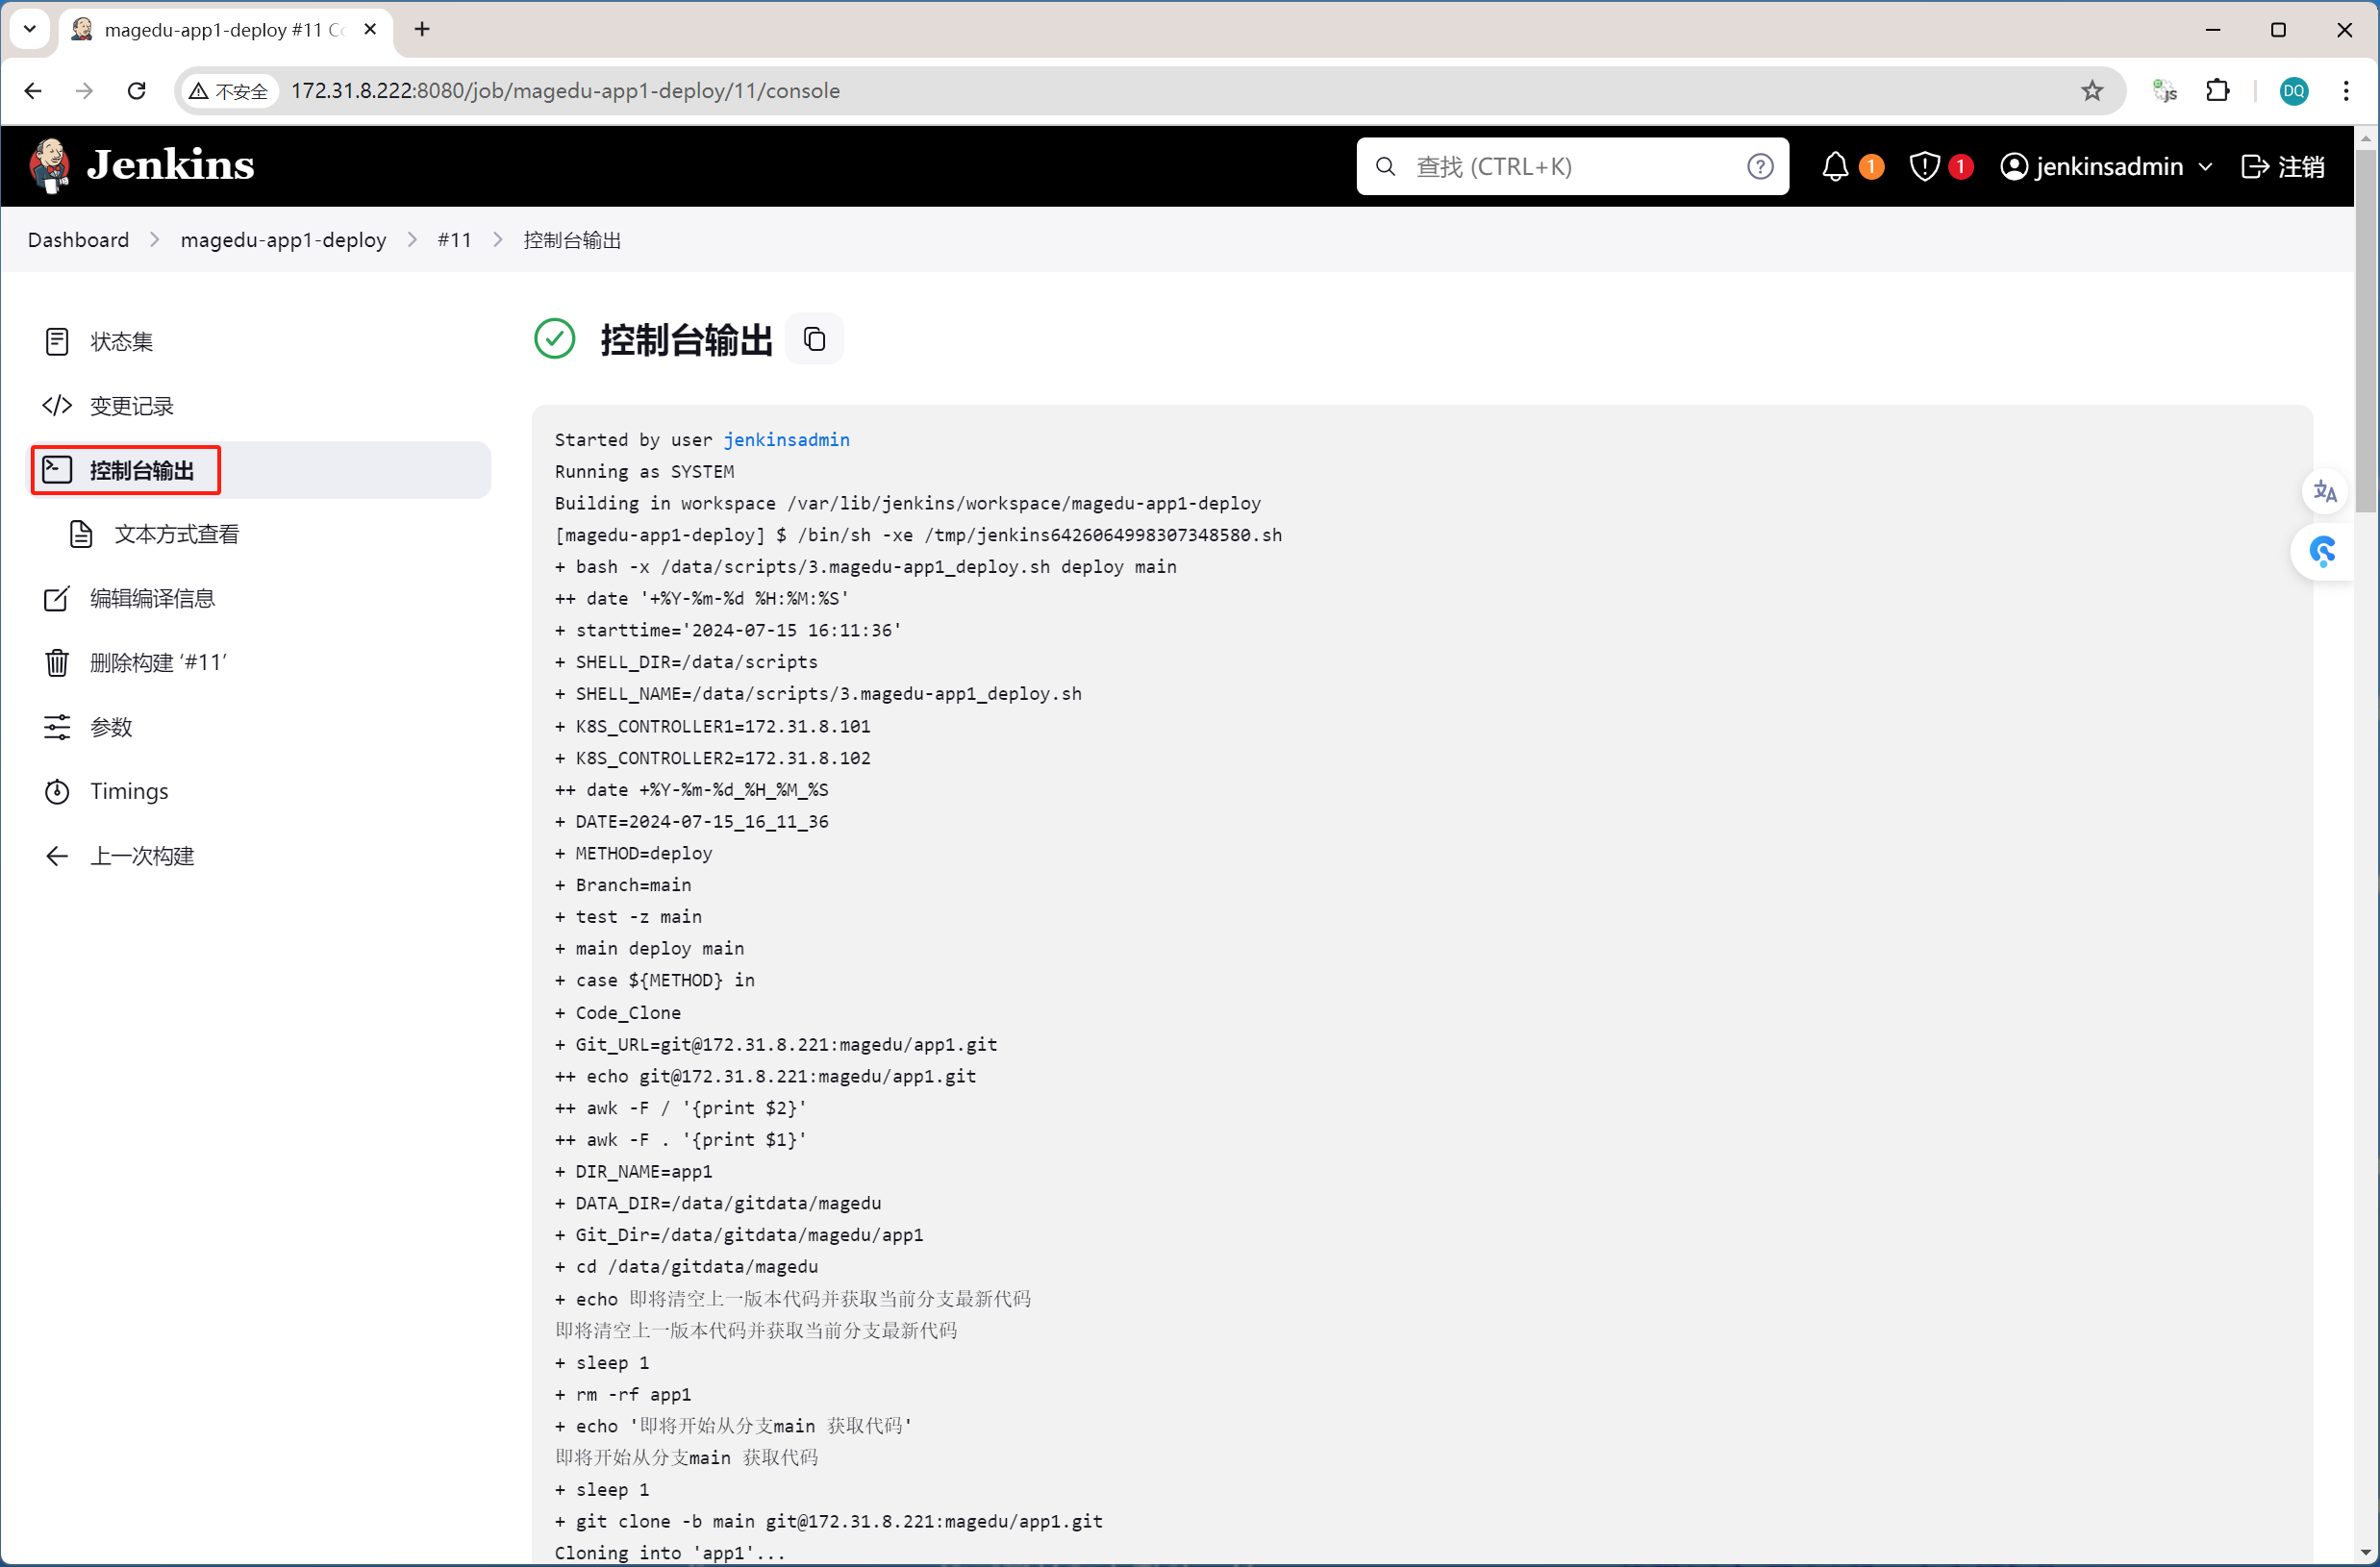 magedu-app1-deploy #11 Co
不安全
172.31.8.222:8080/job/magedu-app1-deploy/11/console
JS
DQ
Jenkins
查找 (CTRL+K)
1
1
jenkinsadmin
注销
Dashboard
magedu-app1-deploy
#11
控制台输出
状态集
变更记录
控制台输出
文本方式查看
编辑编译信息
删除构建 ‘#11’
参数
Timings
上一次构建
控制台输出
Started by user jenkinsadmin
Running as SYSTEM
Building in workspace /var/lib/jenkins/workspace/magedu-app1-deploy
[magedu-app1-deploy] $ /bin/sh -xe /tmp/jenkins6426064998307348580.sh
+ bash -x /data/scripts/3.magedu-app1_deploy.sh deploy main
++ date '+%Y-%m-%d %H:%M:%S'
+ starttime='2024-07-15 16:11:36'
+ SHELL_DIR=/data/scripts
+ SHELL_NAME=/data/scripts/3.magedu-app1_deploy.sh
+ K8S_CONTROLLER1=172.31.8.101
+ K8S_CONTROLLER2=172.31.8.102
++ date +%Y-%m-%d_%H_%M_%S
+ DATE=2024-07-15_16_11_36
+ METHOD=deploy
+ Branch=main
+ test -z main
+ main deploy main
+ case ${METHOD} in
+ Code_Clone
+ Git_URL=git@172.31.8.221:magedu/app1.git
++ echo git@172.31.8.221:magedu/app1.git
++ awk -F / '{print $2}'
++ awk -F . '{print $1}'
+ DIR_NAME=app1
+ DATA_DIR=/data/gitdata/magedu
+ Git_Dir=/data/gitdata/magedu/app1
+ cd /data/gitdata/magedu
+ echo 即将清空上一版本代码并获取当前分支最新代码
即将清空上一版本代码并获取当前分支最新代码
+ sleep 1
+ rm -rf app1
+ echo '即将开始从分支main 获取代码'
即将开始从分支main 获取代码
+ sleep 1
+ git clone -b main git@172.31.8.221:magedu/app1.git
Cloning into 'app1'...